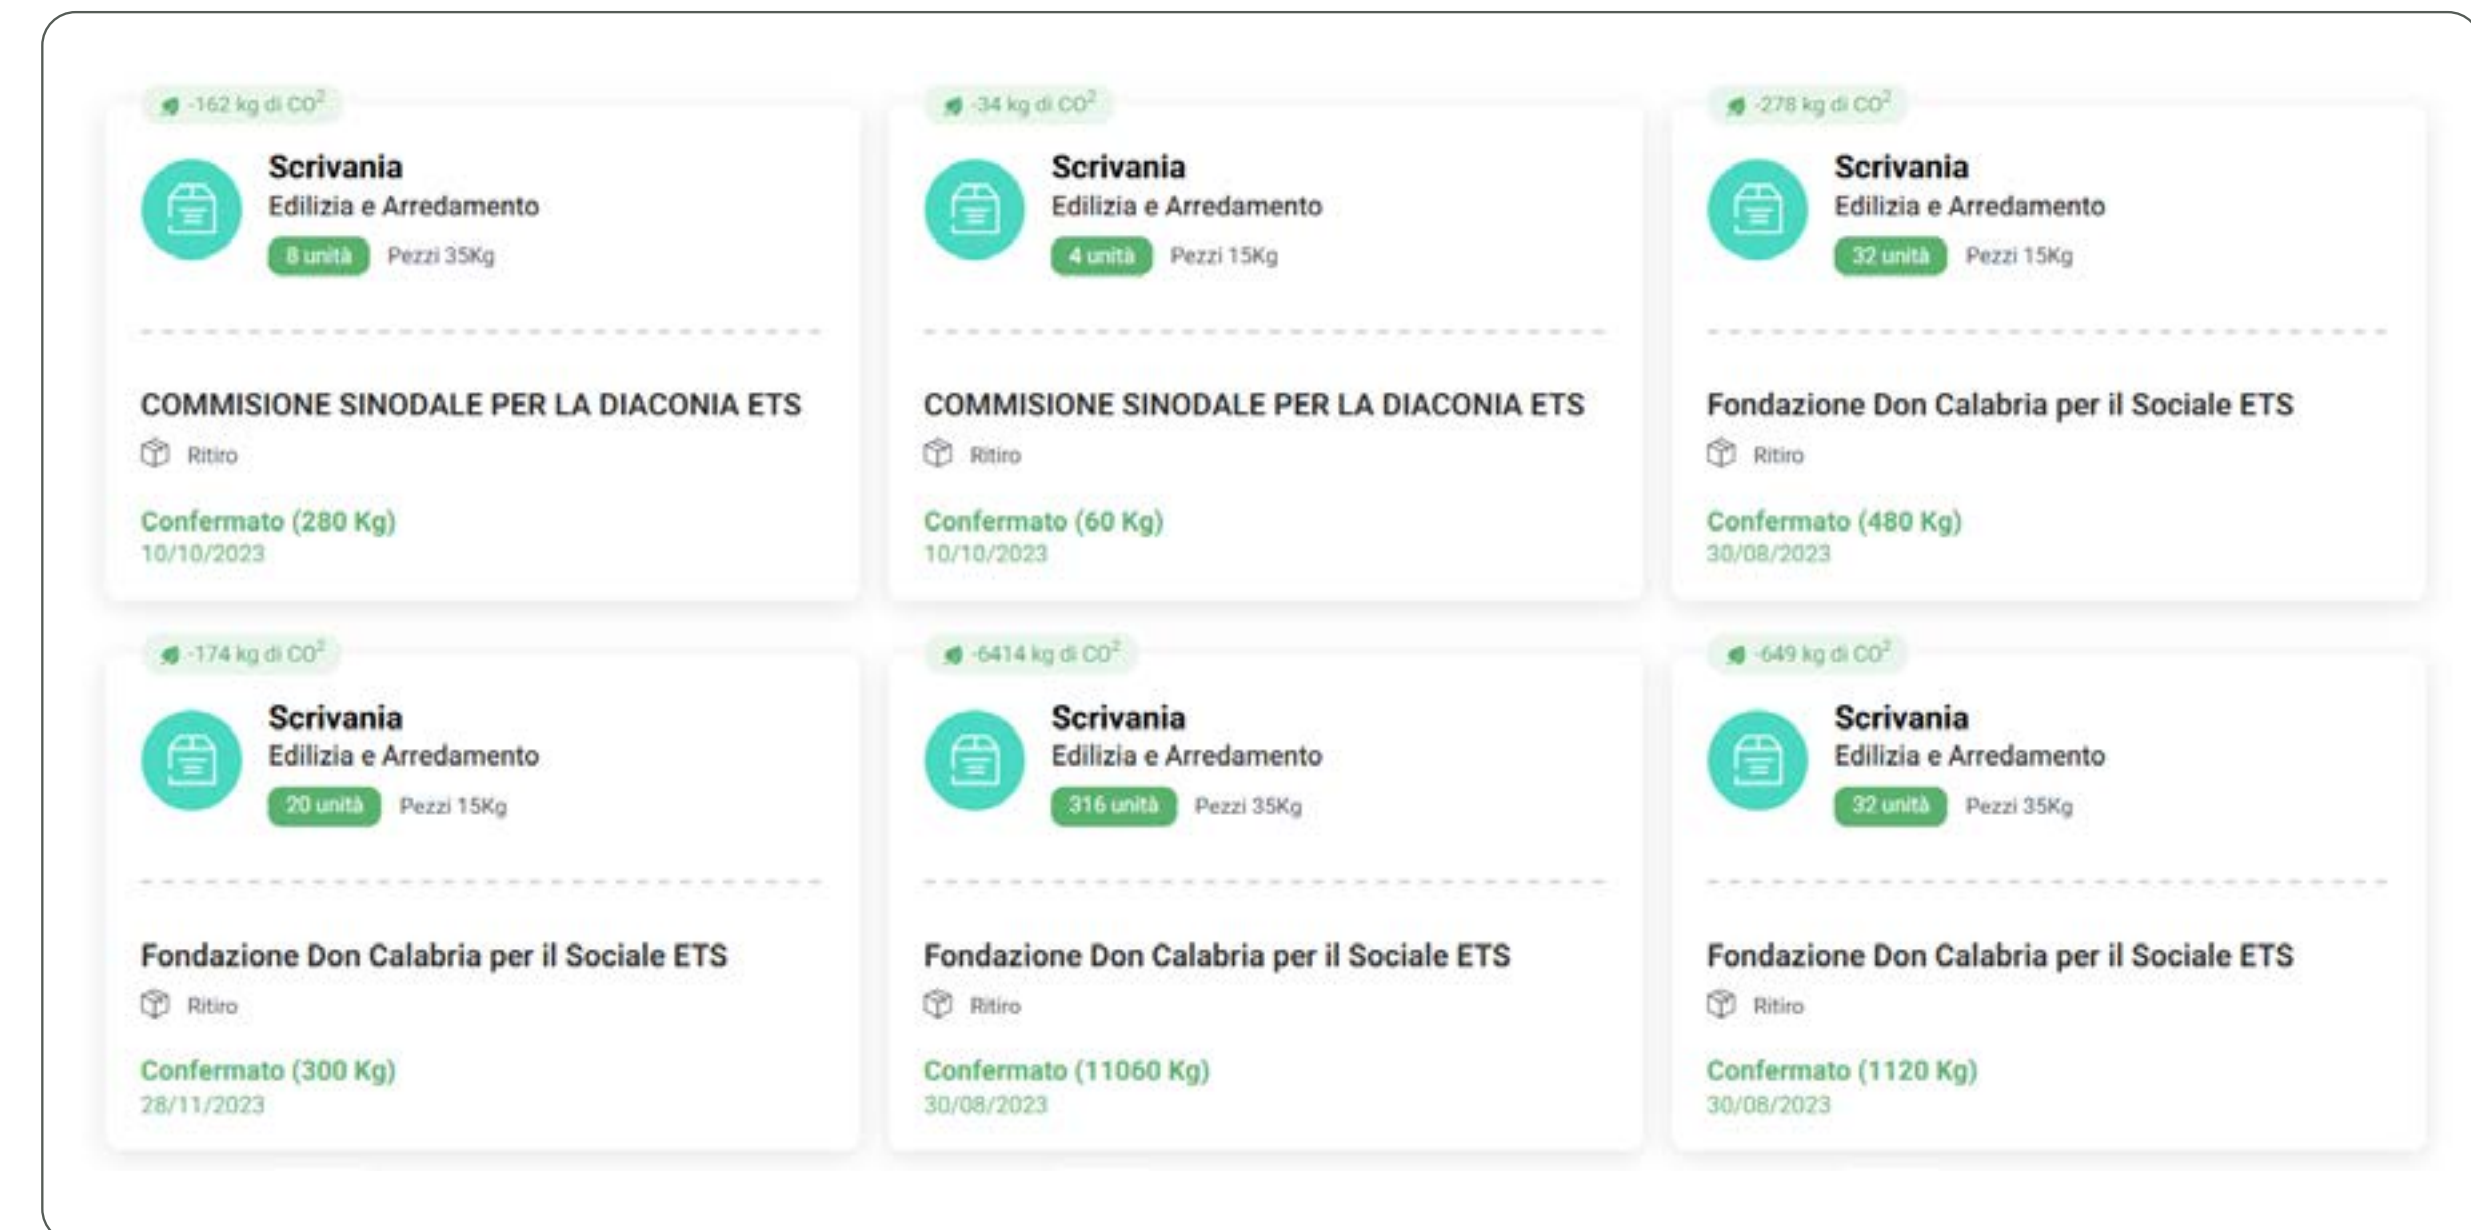 -162 kg di CO²
Scrivania
Edilizia e Arredamento
8 unità Pezzi 35Kg
COMMISIONE SINODALE PER LA DIACONIA ETS
Ritiro
Confermato (280 Kg)
10/10/2023
-34 kg di CO²
Scrivania
Edilizia e Arredamento
4 unità Pezzi 15Kg
COMMISIONE SINODALE PER LA DIACONIA ETS
Ritiro
Confermato (60 Kg)
10/10/2023
-278 kg di CO²
Scrivania
Edilizia e Arredamento
32 unità Pezzi 15Kg
Fondazione Don Calabria per il Sociale ETS
Ritiro
Confermato (480 Kg)
30/08/2023
-174 kg di CO²
Scrivania
Edilizia e Arredamento
20 unità Pezzi 15Kg
Fondazione Don Calabria per il Sociale ETS
Ritiro
Confermato (300 Kg)
28/11/2023
-6414 kg di CO²
Scrivania
Edilizia e Arredamento
316 unità Pezzi 35Kg
Fondazione Don Calabria per il Sociale ETS
Ritiro
Confermato (11060 Kg)
30/08/2023
-649 kg di CO²
Scrivania
Edilizia e Arredamento
32 unità Pezzi 35Kg
Fondazione Don Calabria per il Sociale ETS
Ritiro
Confermato (1120 Kg)
30/08/2023